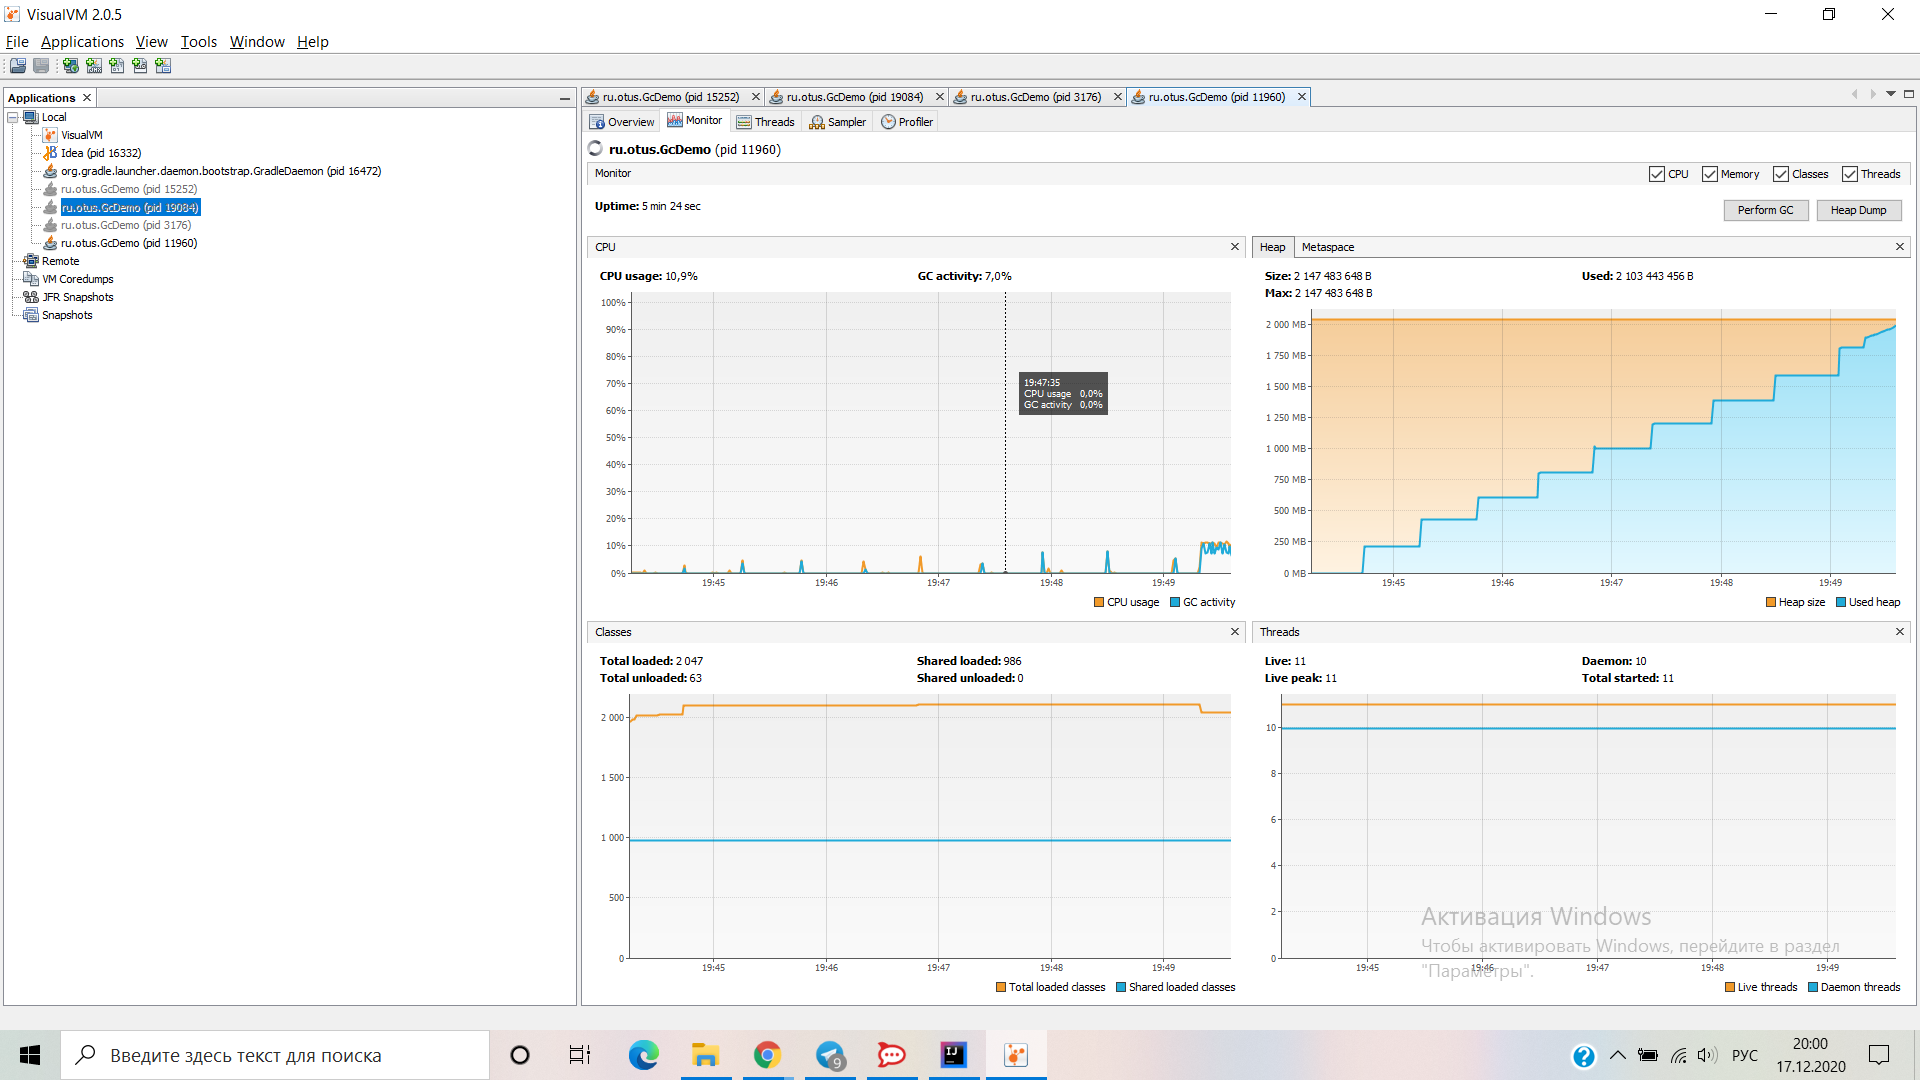 VisualVM 2.0.5
File Applications View Tools Window Help
Applications
Local
VisualVM
Idea (pid 16332)
org.gradle.launcher.daemon.bootstrap.GradleDaemon (pid 16472)
ru.otus.GcDemo (pid 15252)
ru.otus.GcDemo (pid 19084)
ru.otus.GcDemo (pid 3176)
ru.otus.GcDemo (pid 11960)
Remote
VM Coredumps
JFR Snapshots
Snapshots
ru.otus.GcDemo (pid 15252) ru.otus.GcDemo (pid 19084) ru.otus.GcDemo (pid 3176) ru.otus.GcDemo (pid 11960)
Overview Monitor Threads Sampler Profiler
ru.otus.GcDemo (pid 11960)
Monitor CPU Memory Classes Threads
Uptime: 5 min 24 sec
Perform GC Heap Dump
CPU
CPU usage: 10,9% GC activity: 7,0%
100%
90%
80%
70%
60%
50%
40%
30%
20%
10%
0%
19:47:35
CPU usage 0,0%
GC activity 0,0%
19:45 19:46 19:47 19:48 19:49
CPU usage GC activity
Heap Metaspace
Size: 2 147 483 648 B Used: 2 103 443 456 B
Max: 2 147 483 648 B
2 000 MB
1 750 MB
1 500 MB
1 250 MB
1 000 MB
750 MB
500 MB
250 MB
0 MB
19:45 19:46 19:47 19:48 19:49
Heap size Used heap
Classes
Total loaded: 2 047 Shared loaded: 986
Total unloaded: 63 Shared unloaded: 0
2 000
1 500
1 000
500
0
19:45 19:46 19:47 19:48 19:49
Total loaded classes Shared loaded classes
Threads
Live: 11 Daemon: 10
Live peak: 11 Total started: 11
10
8
6
4
2
0
19:45 19:46 19:47 19:48 19:49
Live threads Daemon threads
Активация Windows
Чтобы активировать Windows, перейдите в раздел
"Параметры".
Введите здесь текст для поиска
9
IJ
РУС
20:00
17.12.2020